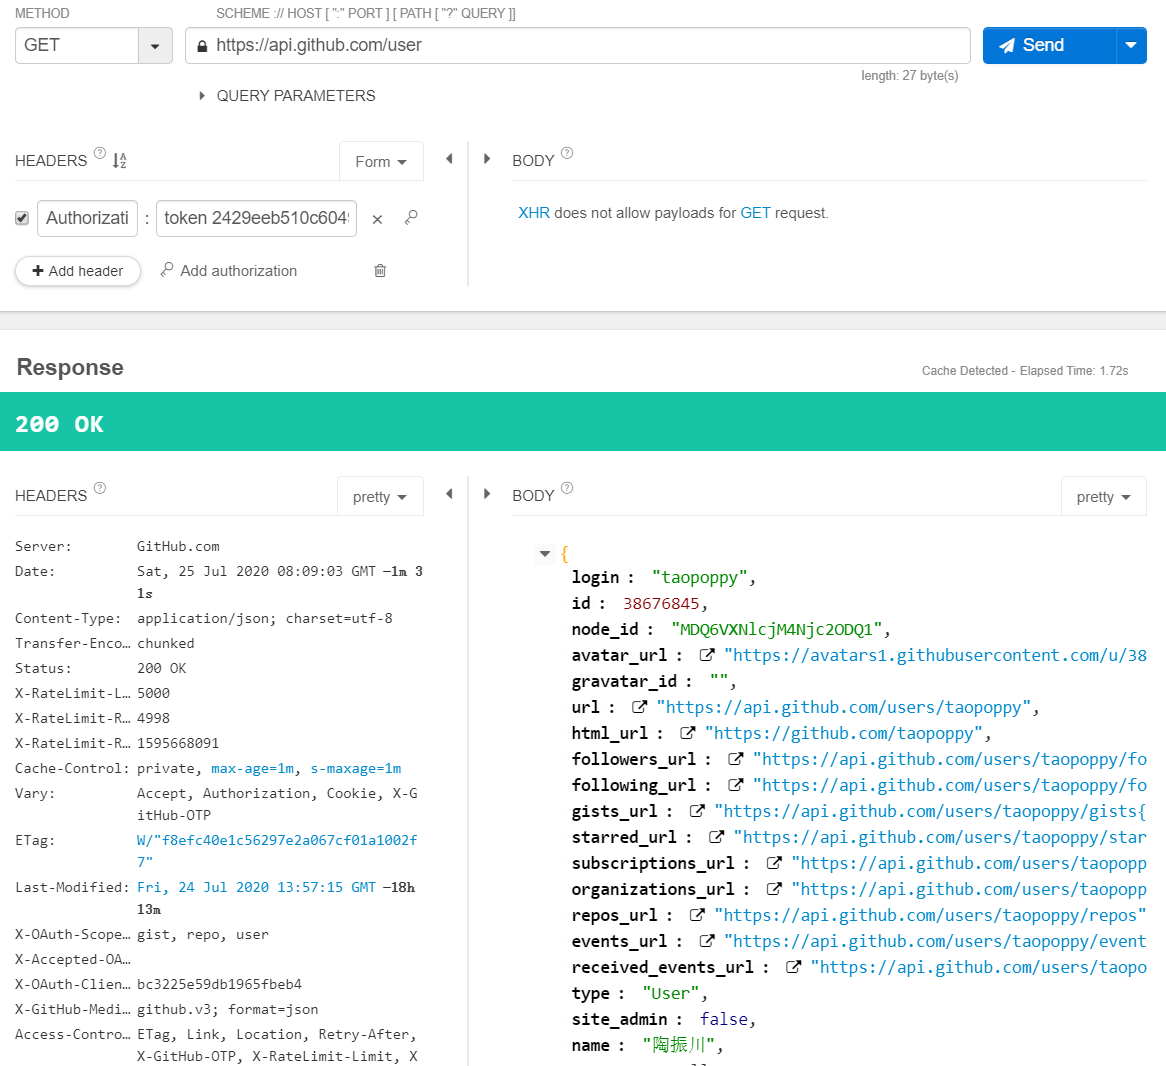 METHOD
SCHEME :// HOST [ ":" PORT ] [ PATH [ "?" QUERY ]]
GET
https://api.github.com/user
Send
length: 27 byte(s)
QUERY PARAMETERS
HEADERS
Form
BODY
Authorizati : token 2429eeb510c604
XHR does not allow payloads for GET request.
Add header
Add authorization
Response
Cache Detected - Elapsed Time: 1.72s
200 OK
HEADERS
pretty
Server: GitHub.com
Date: Sat, 25 Jul 2020 08:09:03 GMT −1m 3
1s
Content-Type: application/json; charset=utf-8
Transfer-Enco… chunked
Status: 200 OK
X-RateLimit-L… 5000
X-RateLimit-R… 4998
X-RateLimit-R… 1595668091
Cache-Control: private, max-age=1m, s-maxage=1m
Vary: Accept, Authorization, Cookie, X-G
itHub-OTP
ETag: W/"f8efc40e1c56297e2a067cf01a1002f
7"
Last-Modified: Fri, 24 Jul 2020 13:57:15 GMT −18h
13m
X-OAuth-Scope… gist, repo, user
X-Accepted-OA…
X-OAuth-Clien… bc3225e59db1965fbeb4
X-GitHub-Medi… github.v3; format=json
Access-Contro… ETag, Link, Location, Retry-After,
X-GitHub-OTP, X-RateLimit-Limit, X
BODY
pretty
{
login : "taopoppy",
id : 38676845,
node_id : "MDQ6VXNlcjM4Njc2ODQ1",
avatar_url : "https://avatars1.githubusercontent.com/u/38
gravatar_id : "",
url : "https://api.github.com/users/taopoppy",
html_url : "https://github.com/taopoppy",
followers_url : "https://api.github.com/users/taopoppy/fo
following_url : "https://api.github.com/users/taopoppy/fo
gists_url : "https://api.github.com/users/taopoppy/gists{
starred_url : "https://api.github.com/users/taopoppy/star
subscriptions_url : "https://api.github.com/users/taopopp
organizations_url : "https://api.github.com/users/taopopp
repos_url : "https://api.github.com/users/taopoppy/repos"
events_url : "https://api.github.com/users/taopoppy/event
received_events_url : "https://api.github.com/users/taopo
type : "User",
site_admin : false,
name : "陶振川",